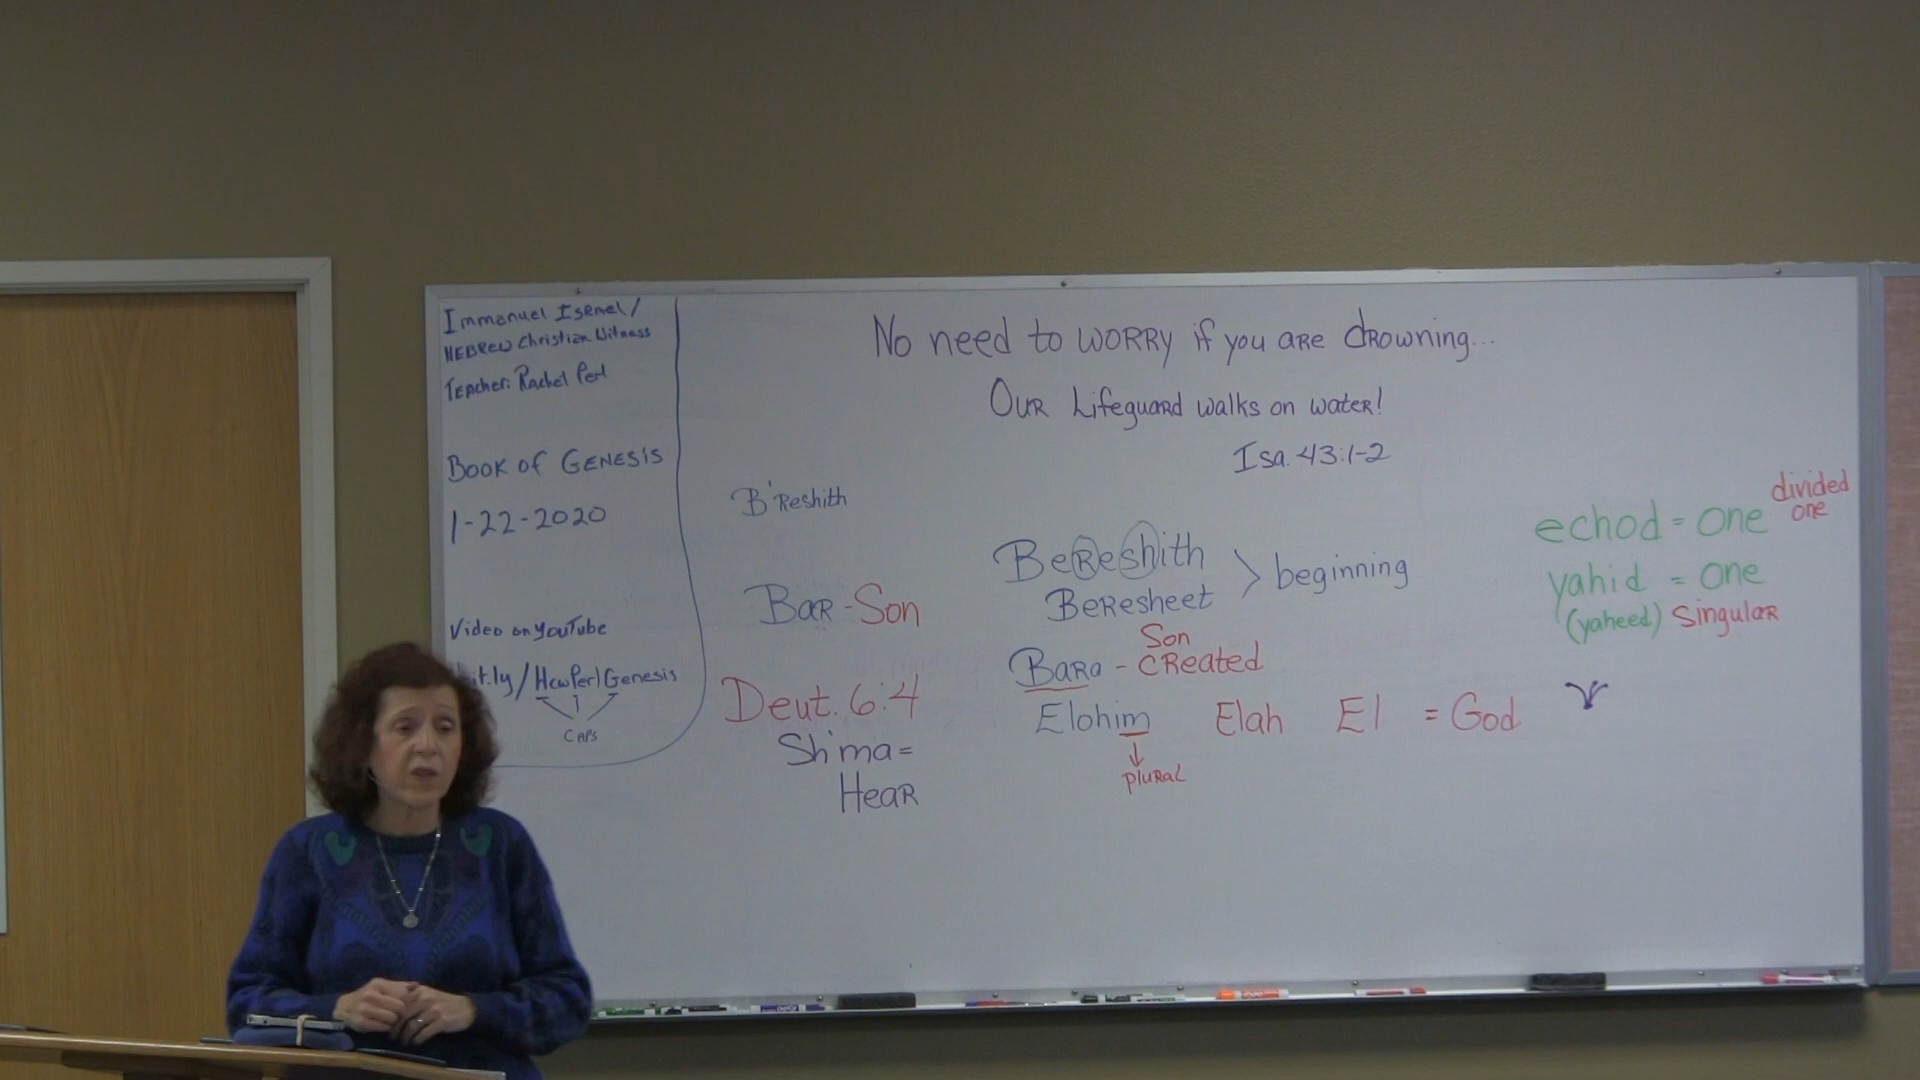 Immanuel Israel/
HEBREW Christian Witness
TEACHER: Rachel Perl
BOOK OF GENESIS
1-22-2020
Video on YouTube
it.ly/HcwPerlGenesis
CAPS
No need to WORRY if you ARE dROWNing...
OUR Lifeguard walks on water!
Isa. 43:1-2
B'Reshith
BeReshith
BeResheet > beginning
BAR - Son
Son
Bara - CReated
Deut. 6:4
Sh'ma =
HeaR
Elohim Elah El = God
pluRal
echod = one divided
one
yahid = one
(yaheed) SingulaR